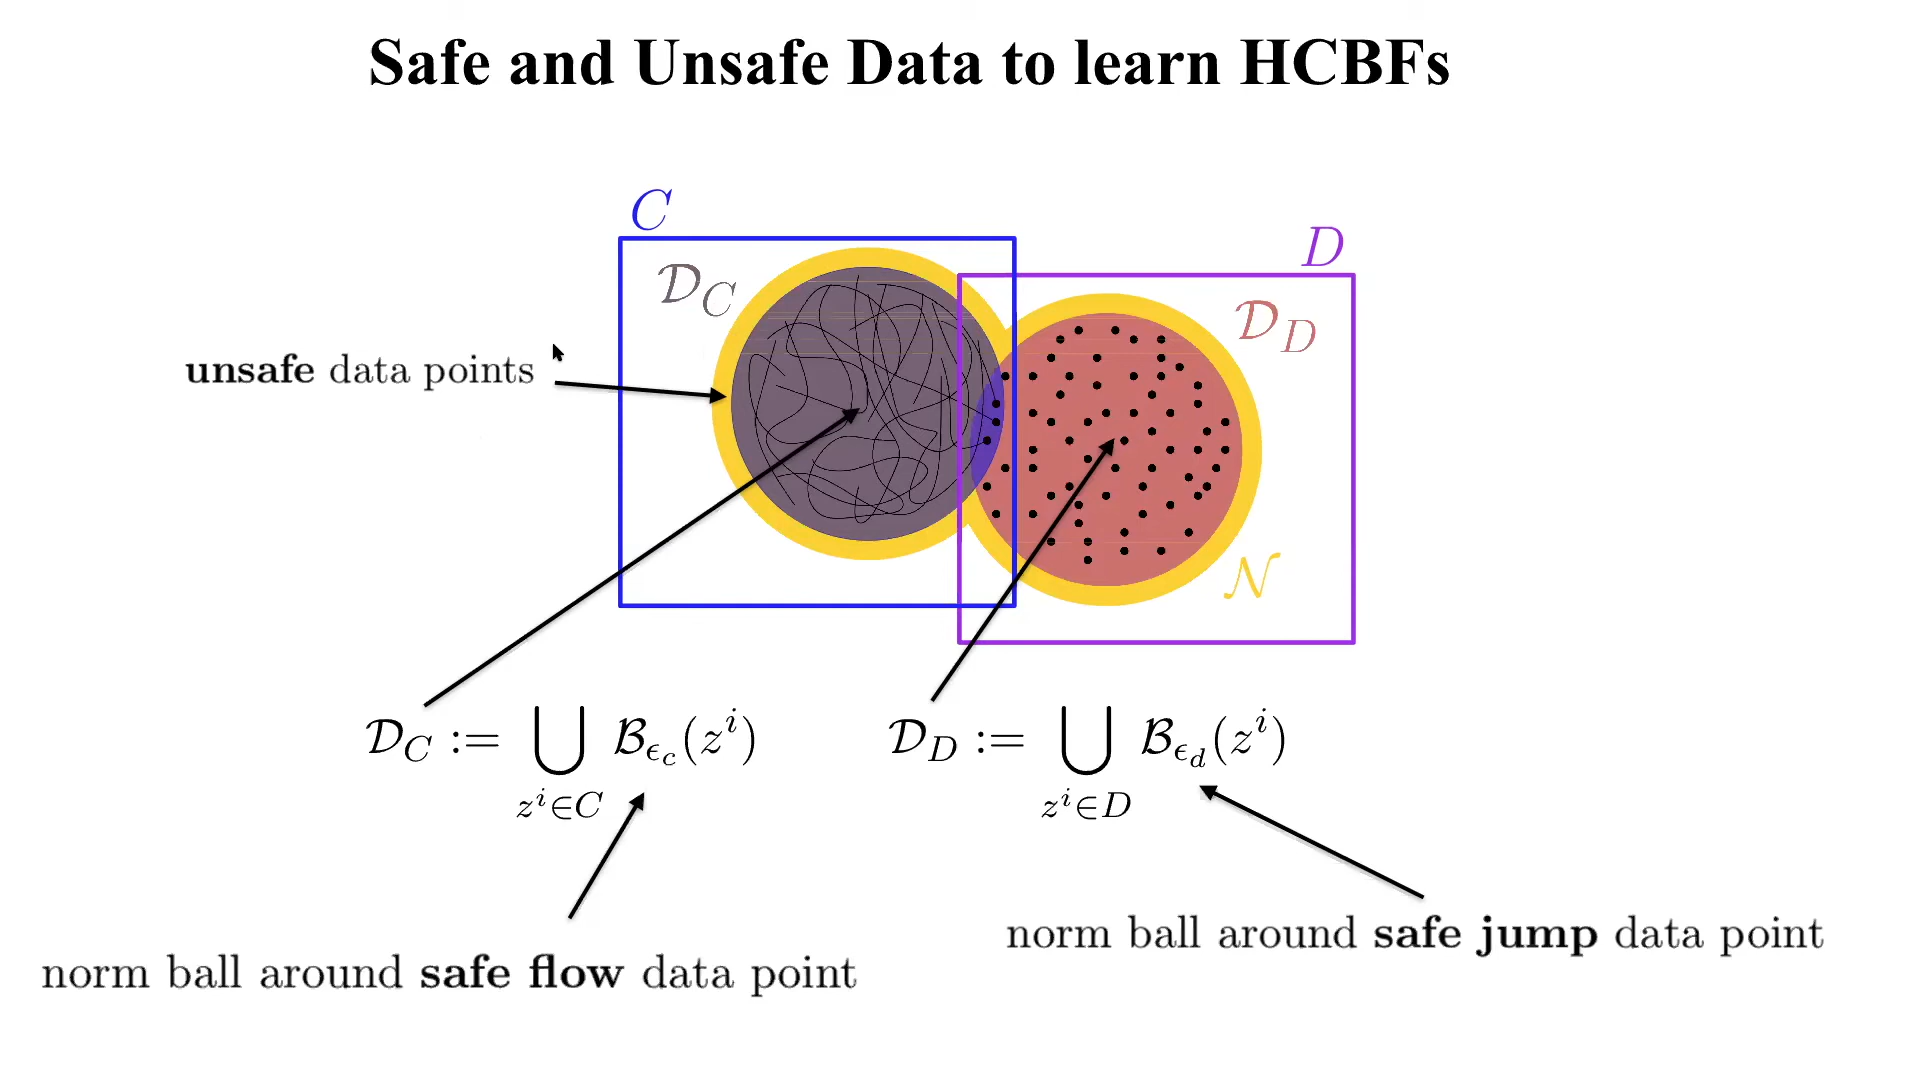 Safe and Unsafe Data to learn HCBFs
C
D
𝒟_C
𝒟_D
unsafe data points
𝒩
𝒟_C := ⋃_{z^i∈C} ℬ_{ϵ_c}(z^i)
𝒟_D := ⋃_{z^i∈D} ℬ_{ϵ_d}(z^i)
norm ball around safe jump data point
norm ball around safe flow data point